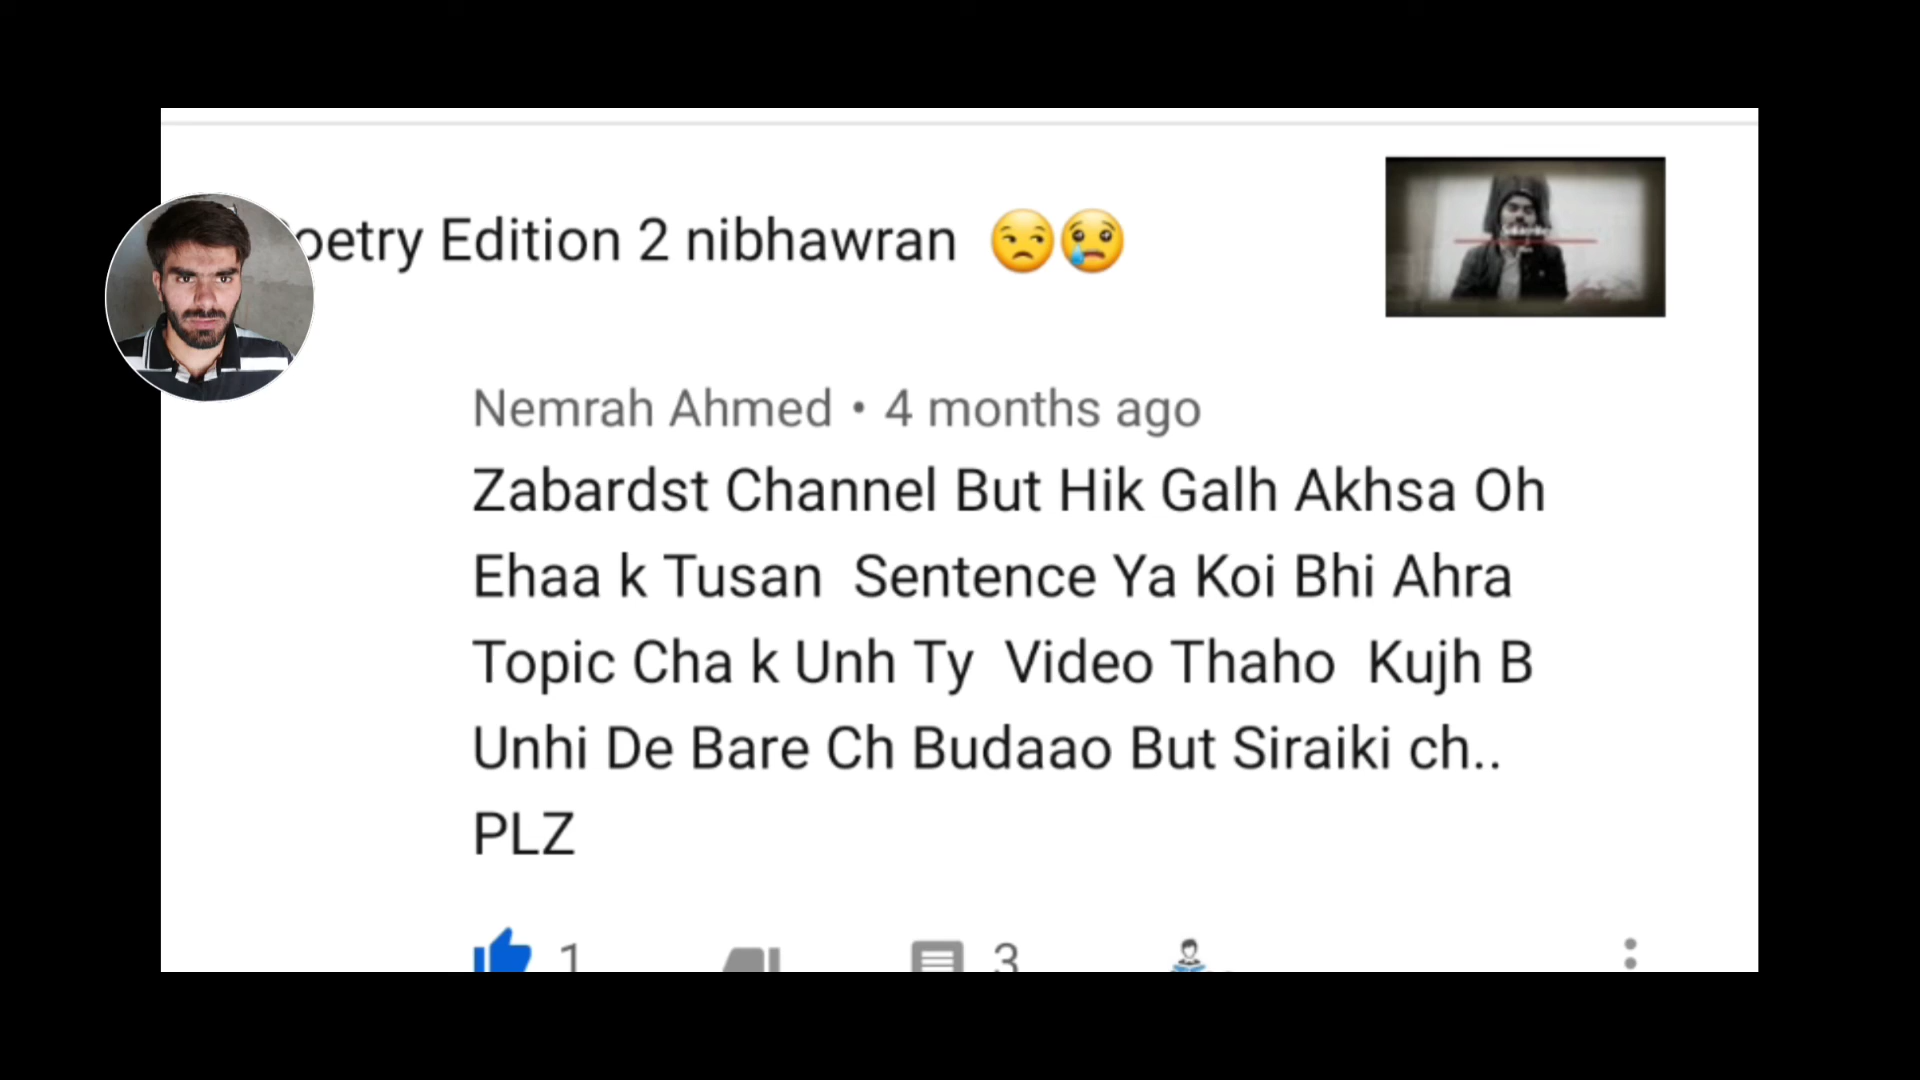 oetry Edition 2 nibhawran 😒😢
Nemrah Ahmed • 4 months ago
Zabardst Channel But Hik Galh Akhsa Oh
Ehaa k Tusan Sentence Ya Koi Bhi Ahra
Topic Cha k Unh Ty Video Thaho Kujh B
Unhi De Bare Ch Budaao But Siraiki ch..
PLZ
1 3